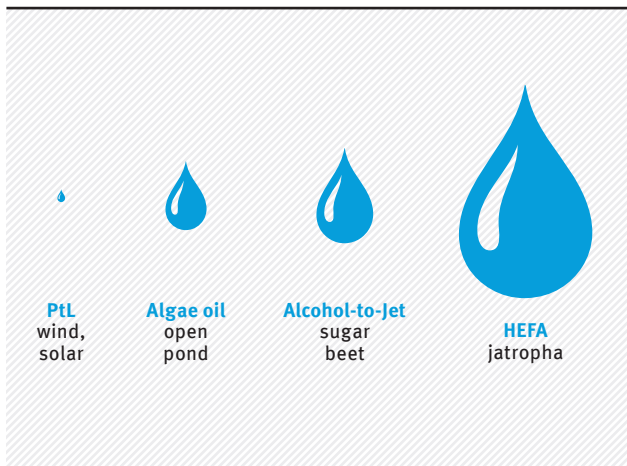 PtL
wind,
solar
Algae oil
open
pond
Alcohol-to-Jet
sugar
beet
HEFA
jatropha